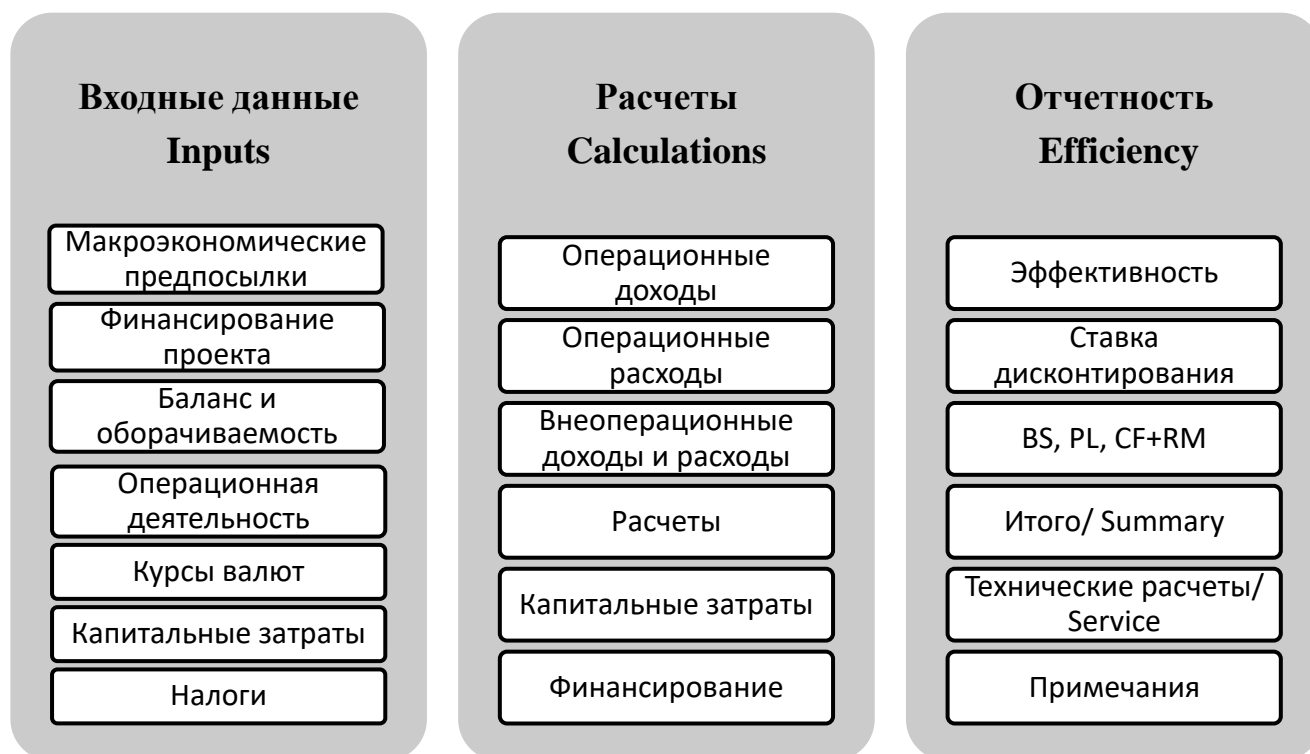 Входные данные
Inputs
Макроэкономические
предпосылки
Финансирование
проекта
Баланс и
оборачиваемость
Операционная
деятельность
Курсы валют
Капитальные затраты
Налоги
Расчеты
Calculations
Операционные
доходы
Операционные
расходы
Внеоперационные
доходы и расходы
Расчеты
Капитальные затраты
Финансирование
Отчетность
Efficiency
Эффективность
Ставка
дисконтирования
BS, PL, CF+RM
Итого/ Summary
Технические расчеты/
Service
Примечания